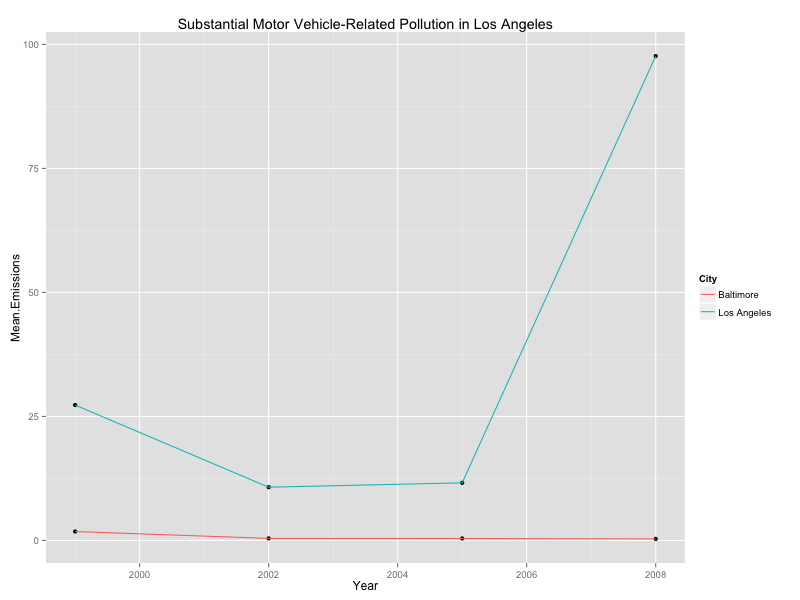 Substantial Motor Vehicle-Related Pollution in Los Angeles
100
75
50
25
0
Mean.Emissions
2000
2002
2004
2006
2008
Year
City
Baltimore
Los Angeles